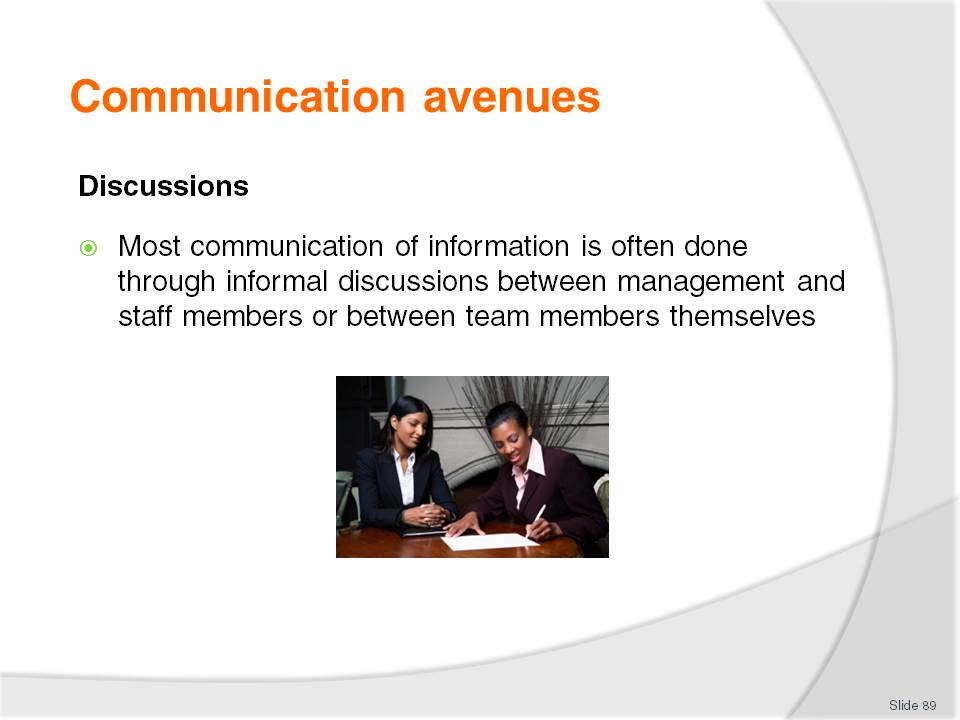 Communication avenues
Discussions
Most communication of information is often done
through informal discussions between management and
staff members or between team members themselves
Slide 89